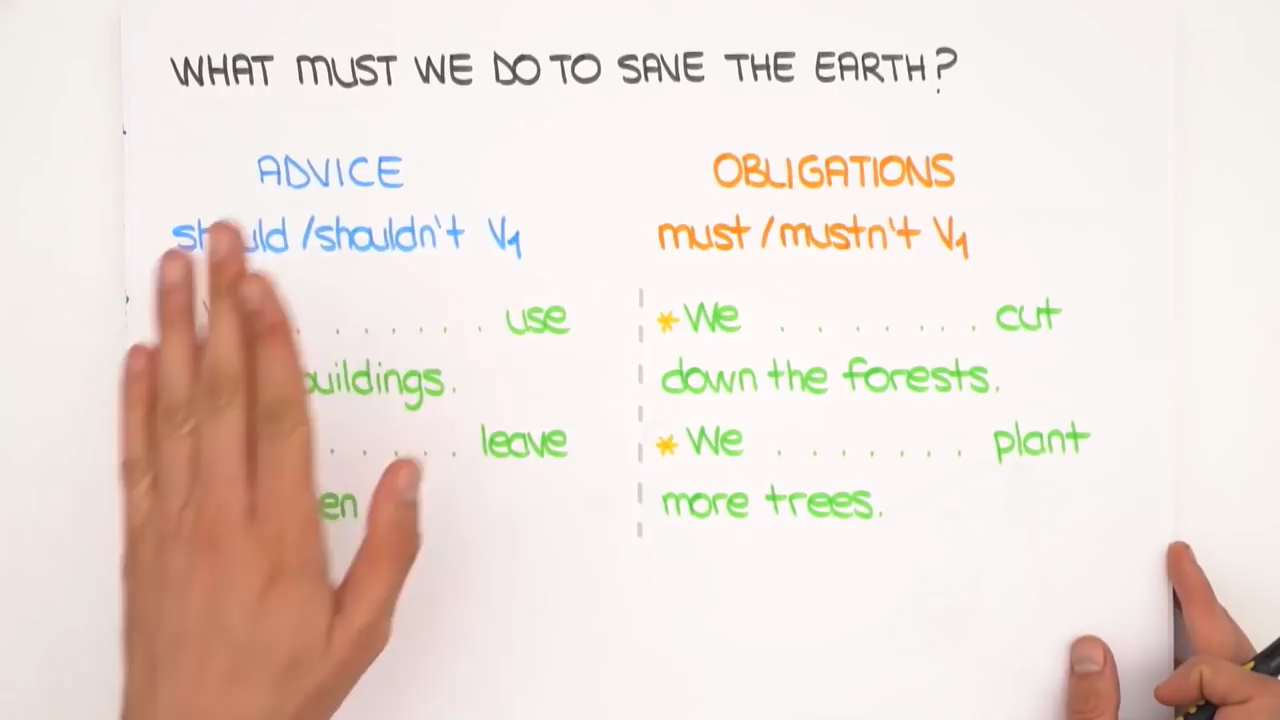 WHAT MUST WE DO TO SAVE THE EARTH?
ADVICE
should/shouldn't V1
. . . . . . use
buildings.
. . . . . leave
OBLIGATIONS
must/mustn't V1
*We . . . . . . . cut
down the forests.
*We . . . . . . . plant
more trees.